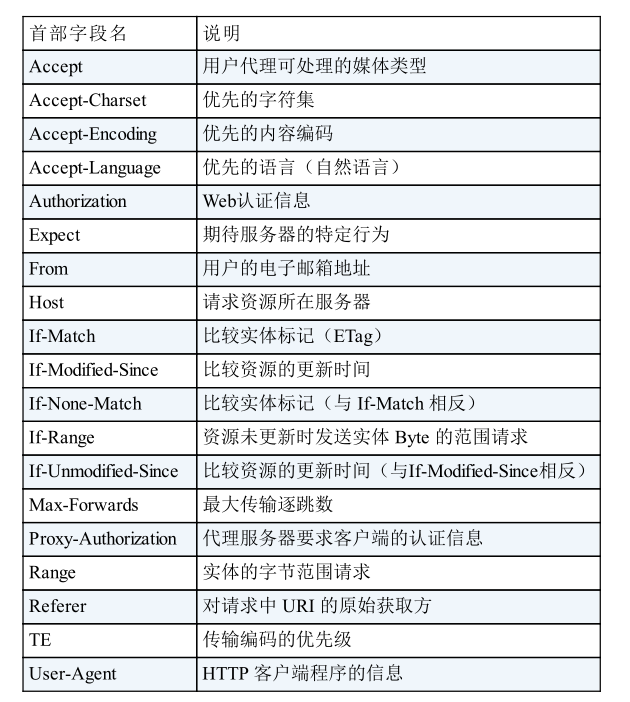 首部字段名 说明
Accept 用户代理可处理的媒体类型
Accept-Charset 优先的字符集
Accept-Encoding 优先的内容编码
Accept-Language 优先的语言（自然语言）
Authorization Web认证信息
Expect 期待服务器的特定行为
From 用户的电子邮箱地址
Host 请求资源所在服务器
If-Match 比较实体标记（ETag）
If-Modified-Since 比较资源的更新时间
If-None-Match 比较实体标记（与 If-Match 相反）
If-Range 资源未更新时发送实体 Byte 的范围请求
If-Unmodified-Since 比较资源的更新时间（与If-Modified-Since相反）
Max-Forwards 最大传输逐跳数
Proxy-Authorization 代理服务器要求客户端的认证信息
Range 实体的字节范围请求
Referer 对请求中 URI 的原始获取方
TE 传输编码的优先级
User-Agent HTTP 客户端程序的信息